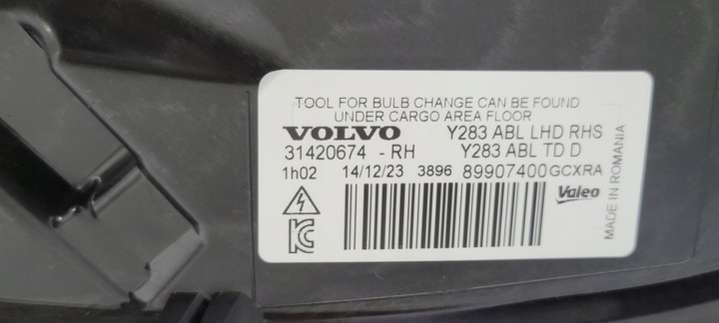 TOOL FOR BULB CHANGE CAN BE FOUND
UNDER CARGO AREA FLOOR
VOLVO Y283 ABL LHD RHS
31420674 - RH Y283 ABL TD D
1h02 14/12/23 3896 89907400GCXRA
Valeo
MADE IN ROMANIA